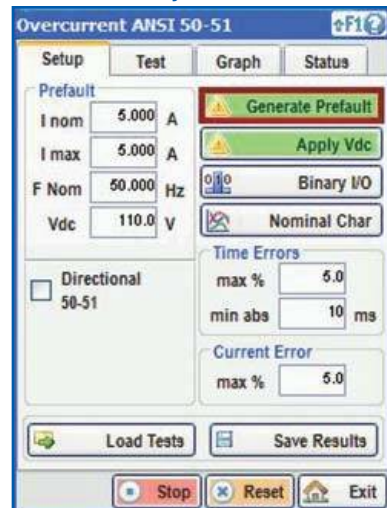 Overcurrent ANSI 50-51 F1
Setup Test Graph Status
Prefault
I nom 5.000 A
I max 5.000 A
F Nom 50.000 Hz
Vdc 110.0 V
Directional
50-51
Generate Prefault
Apply Vdc
Binary I/O
Nominal Char
Time Errors
max % 5.0
min abs 10 ms
Current Error
max % 5.0
Load Tests Save Results
Stop Reset Exit